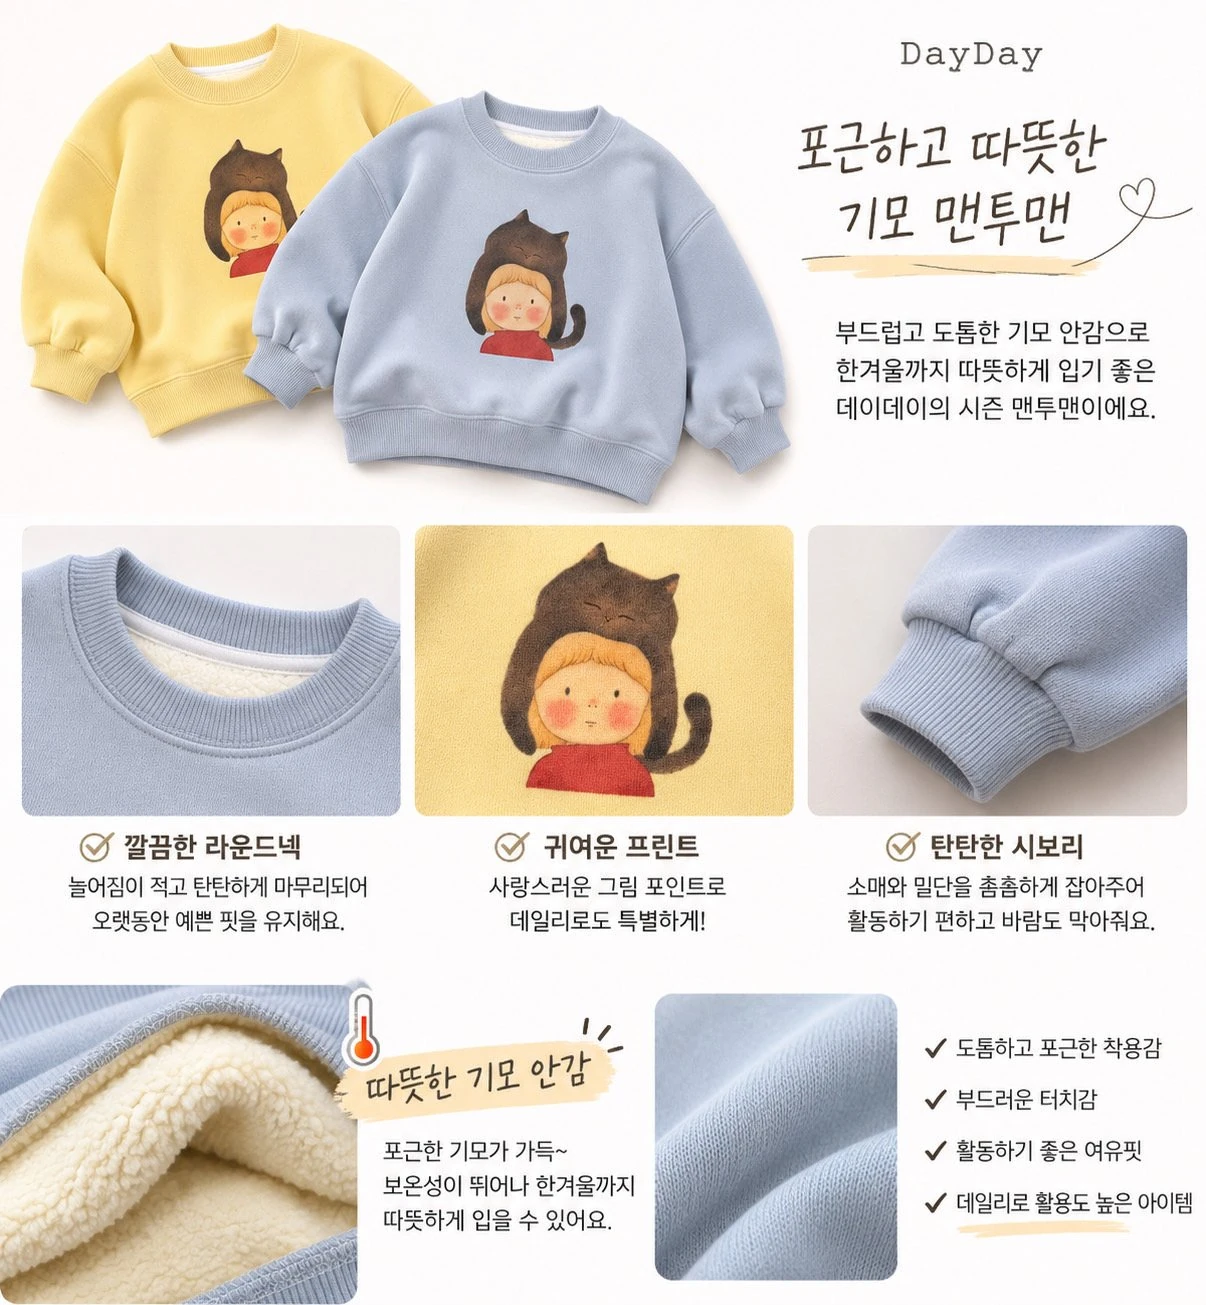 DayDay
포근하고 따뜻한
기모 맨투맨
부드럽고 도톰한 기모 안감으로
한겨울까지 따뜻하게 입기 좋은
데이데이의 시즌 맨투맨이에요.
깔끔한 라운드넥
늘어짐이 적고 탄탄하게 마무리되어
오랫동안 예쁜 핏을 유지해요.
귀여운 프린트
사랑스러운 그림 포인트로
데일리로도 특별하게!
탄탄한 시보리
소매와 밑단을 촘촘하게 잡아주어
활동하기 편하고 바람도 막아줘요.
따뜻한 기모 안감
포근한 기모가 가득~
보온성이 뛰어나 한겨울까지
따뜻하게 입을 수 있어요.
도톰하고 포근한 착용감
부드러운 터치감
활동하기 좋은 여유핏
데일리로 활용도 높은 아이템